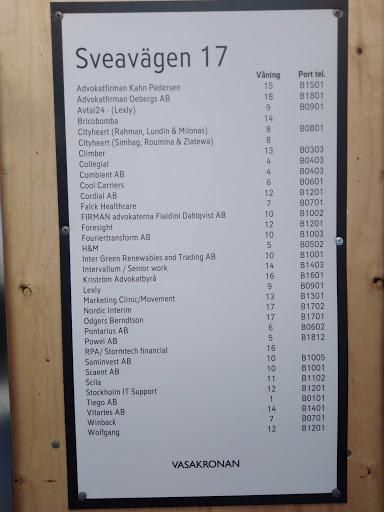 Sveavägen 17
Våning Port tel.
Advokatfirman Kahn Pedersen 15 B1501
Advokatfirman Oebergs AB 18 B1801
Avtal24 - (Lexly) 9 B0901
Bricobomba 14
Cityheart (Rahman, Lundin & Milonas) 8 B0801
Cityheart (Simhag, Roumina & Zlatewa) 8
Climber 13 B0303
Collegial 4 B0403
Combient AB 4 B0403
Cool Carriers 6 B0601
Cordial AB 12 B1201
Falck Healthcare 7 B0701
FIRMAN advokaterna Fialdini Dahlqvist AB 10 B1002
Foresight 12 B1201
Fouriertransform AB 10 B1003
H&M 5 B0502
Inter Green Renewables and Trading AB 10 B1001
Intervallum / Senior work 14 B1403
Kriström Advokatbyrå 16 B1601
Lexly 9 B0901
Marketing Clinic/Movement 13 B1301
Nordic Interim 17 B1702
Odgers Berndtson 17 B1701
Pontarius AB 6 B0602
Powel AB 5 B1812
RPA/ Stormtech financial 16
Saminvest AB 10 B1005
Scaent AB 10 B1001
Scila 11 B1102
Stockholm IT Support 12 B1201
Tiego AB 1 B0101
Vitartes AB 14 B1401
Winback 7 B0701
Wolfgang 12 B1201
VASAKRONAN